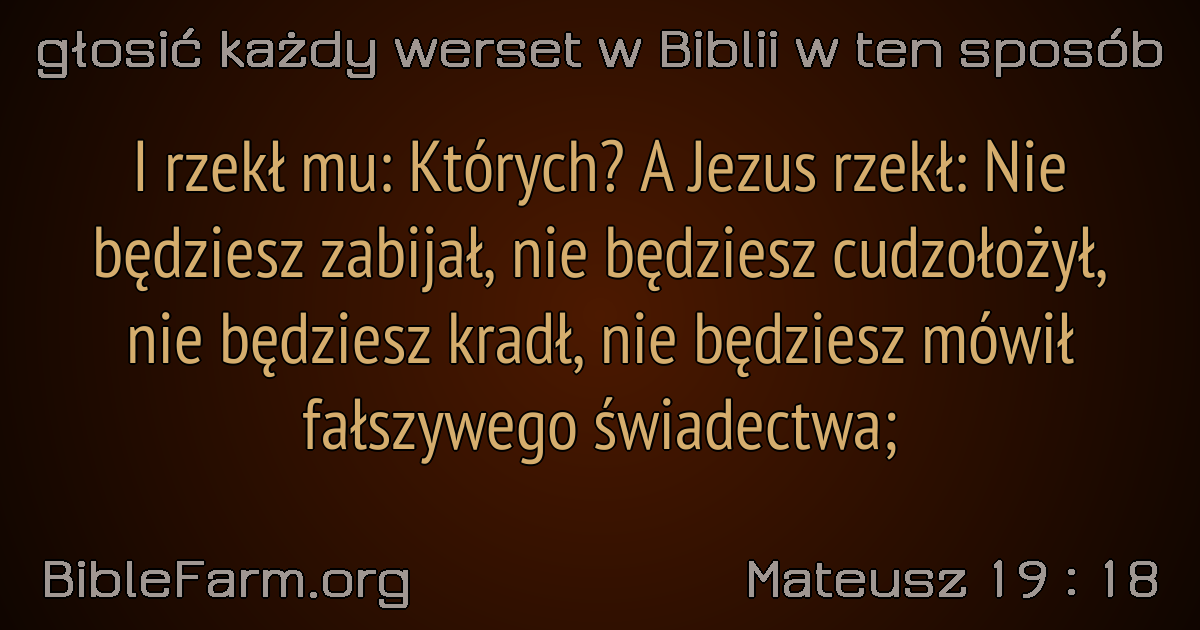 głosić każdy werset w Biblii w ten sposób
I rzekł mu: Których? A Jezus rzekł: Nie
będziesz zabijał, nie będziesz cudzołożył,
nie będziesz kradł, nie będziesz mówił
fałszywego świadectwa;
BibleFarm.org
Mateusz 19 : 18